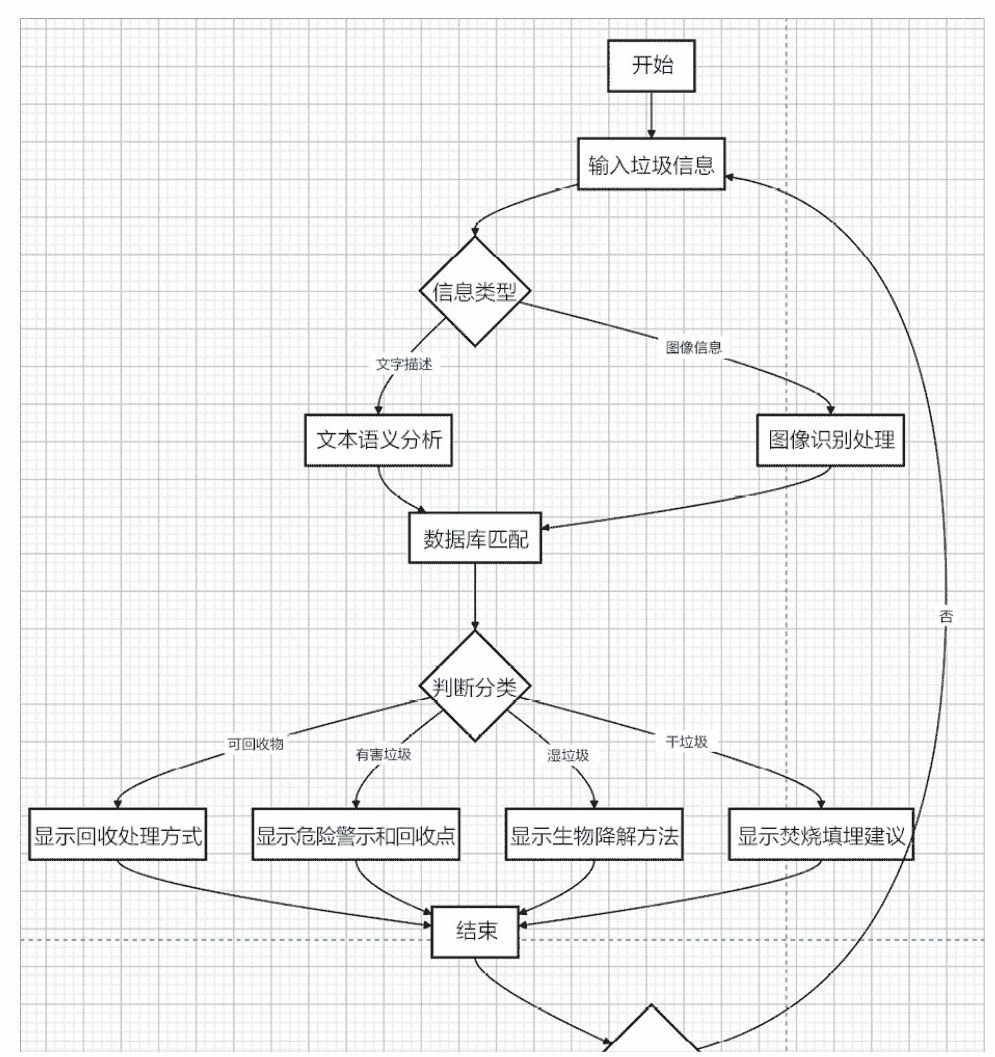 开始
输入垃圾信息
信息类型
文字描述
图像信息
文本语义分析
图像识别处理
数据库匹配
否
判断分类
可回收物
有害垃圾
湿垃圾
干垃圾
显示回收处理方式
显示危险警示和回收点
显示生物降解方法
显示焚烧填埋建议
结束